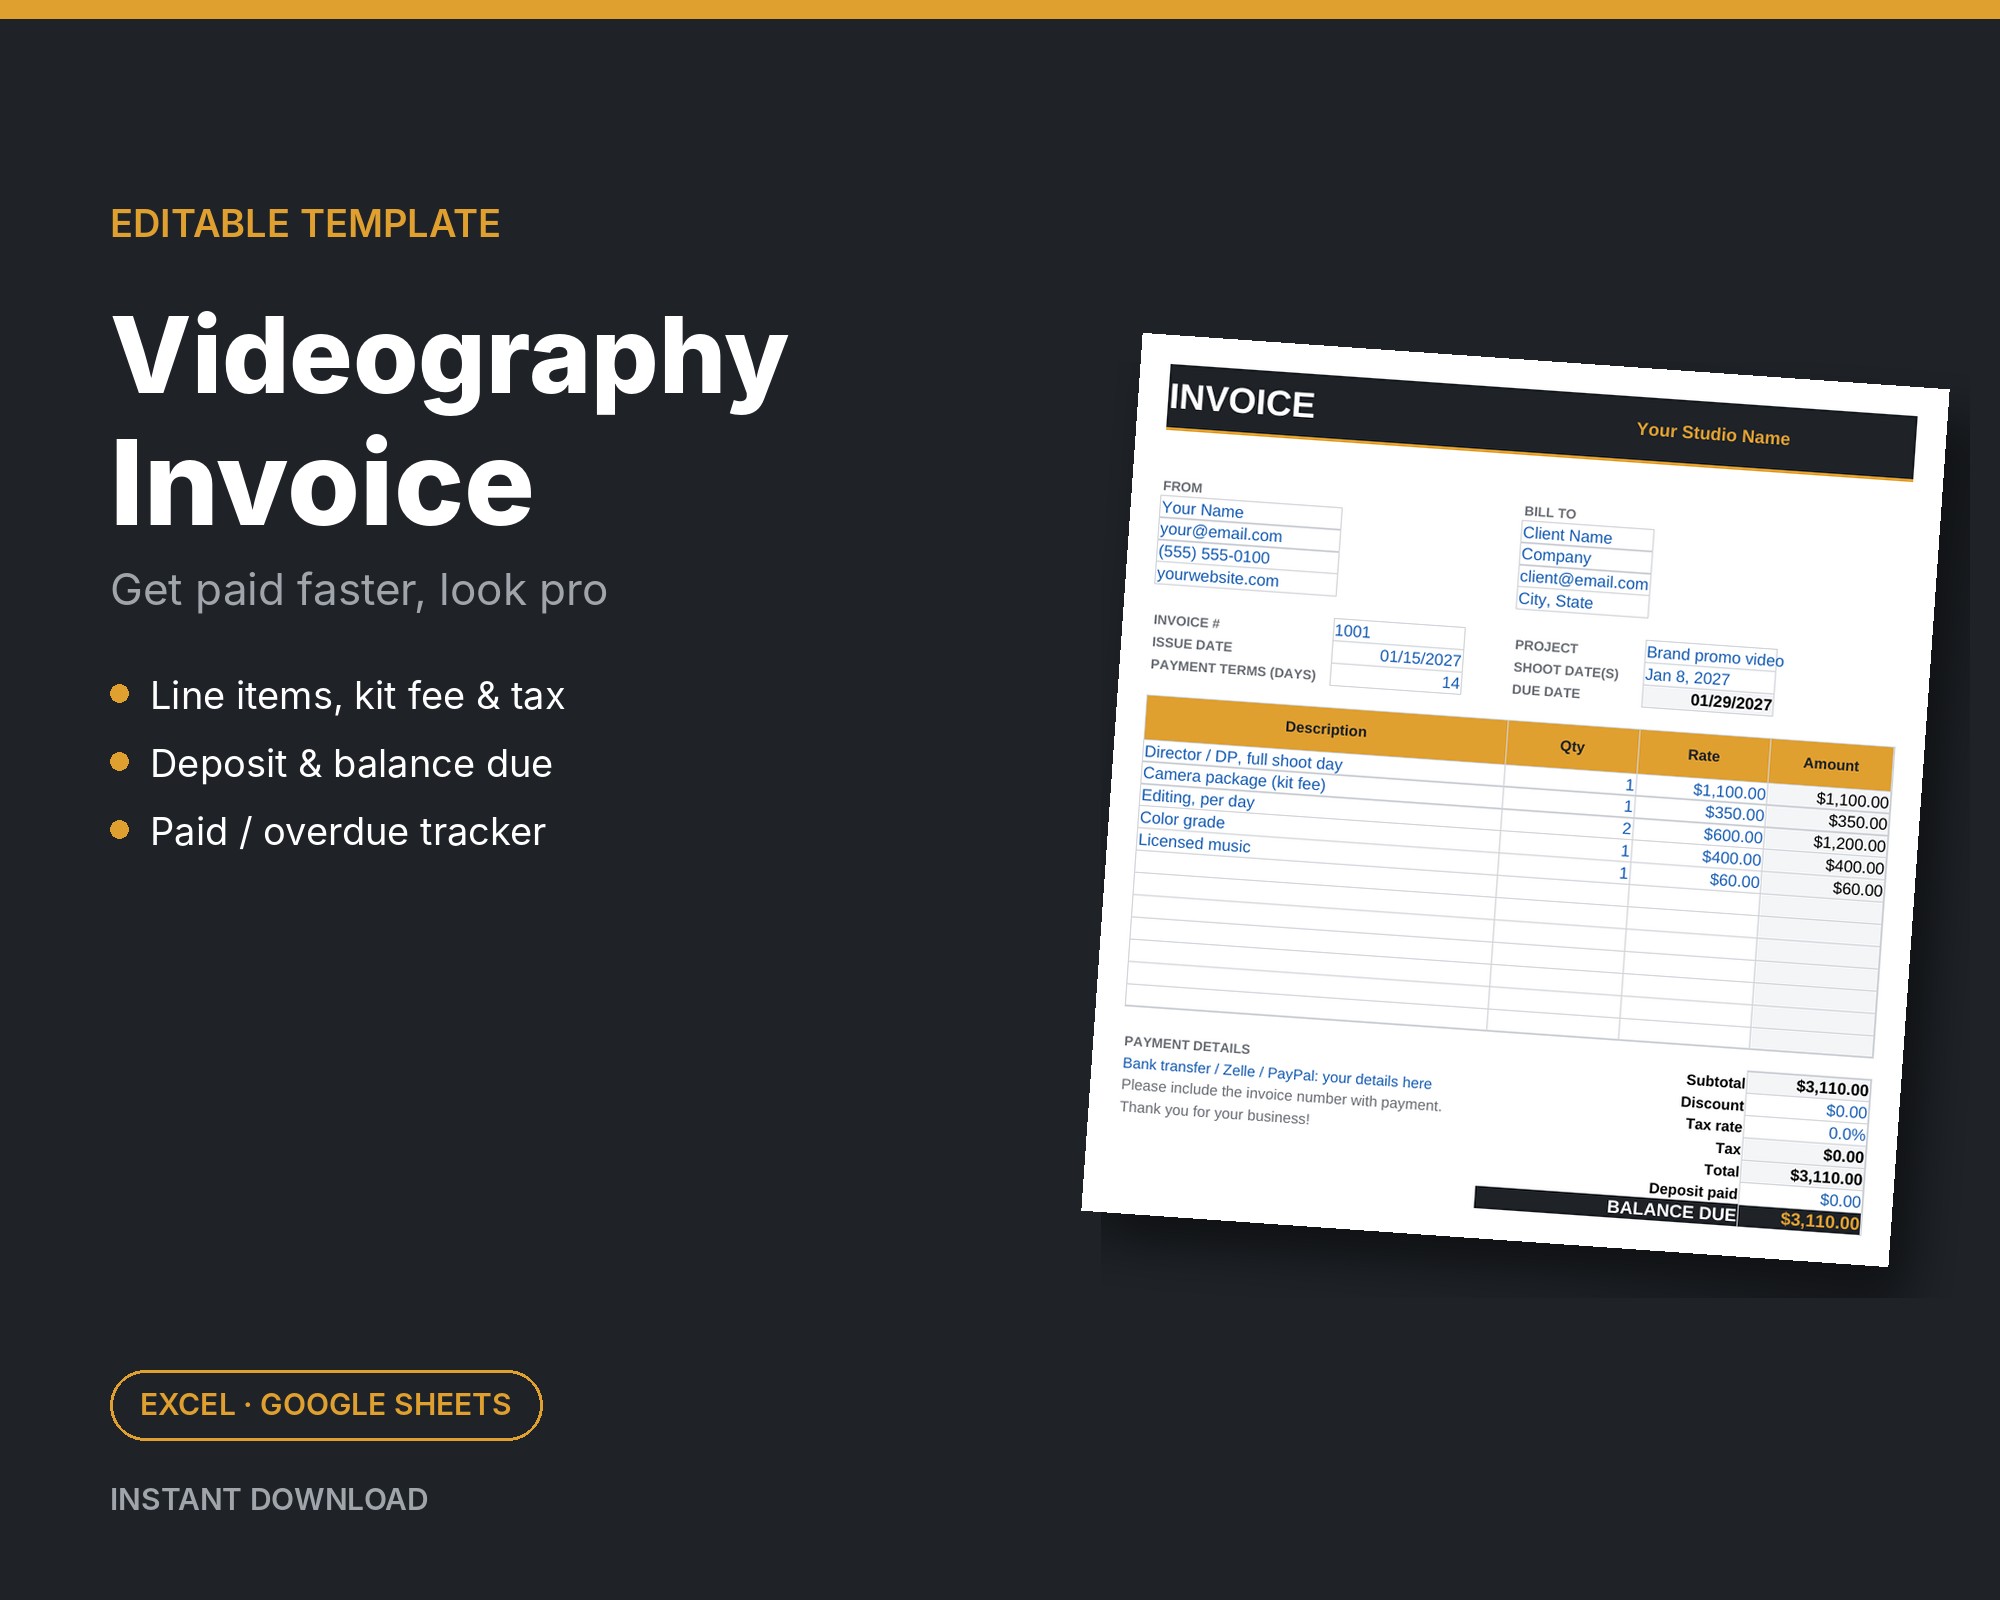 EDITABLE TEMPLATE
Videography
Invoice
Get paid faster, look pro
Line items, kit fee & tax
Deposit & balance due
Paid / overdue tracker
EXCEL · GOOGLE SHEETS
INSTANT DOWNLOAD
INVOICE
Your Studio Name
FROM
Your Name
your@email.com
(555) 555-0100
yourwebsite.com
BILL TO
Client Name
Company
client@email.com
City, State
INVOICE # 1001
ISSUE DATE 01/15/2027
PAYMENT TERMS (DAYS) 14
PROJECT Brand promo video
SHOOT DATE(S) Jan 8, 2027
DUE DATE 01/29/2027
Description Qty Rate Amount
Director / DP, full shoot day 1 $1,100.00 $1,100.00
Camera package (kit fee) 1 $350.00 $350.00
Editing, per day 2 $600.00 $1,200.00
Color grade 1 $400.00 $400.00
Licensed music 1 $60.00 $60.00
PAYMENT DETAILS
Bank transfer / Zelle / PayPal: your details here
Please include the invoice number with payment.
Thank you for your business!
Subtotal $3,110.00
Discount $0.00
Tax rate 0.0%
Tax $0.00
Total $3,110.00
Deposit paid $0.00
BALANCE DUE $3,110.00